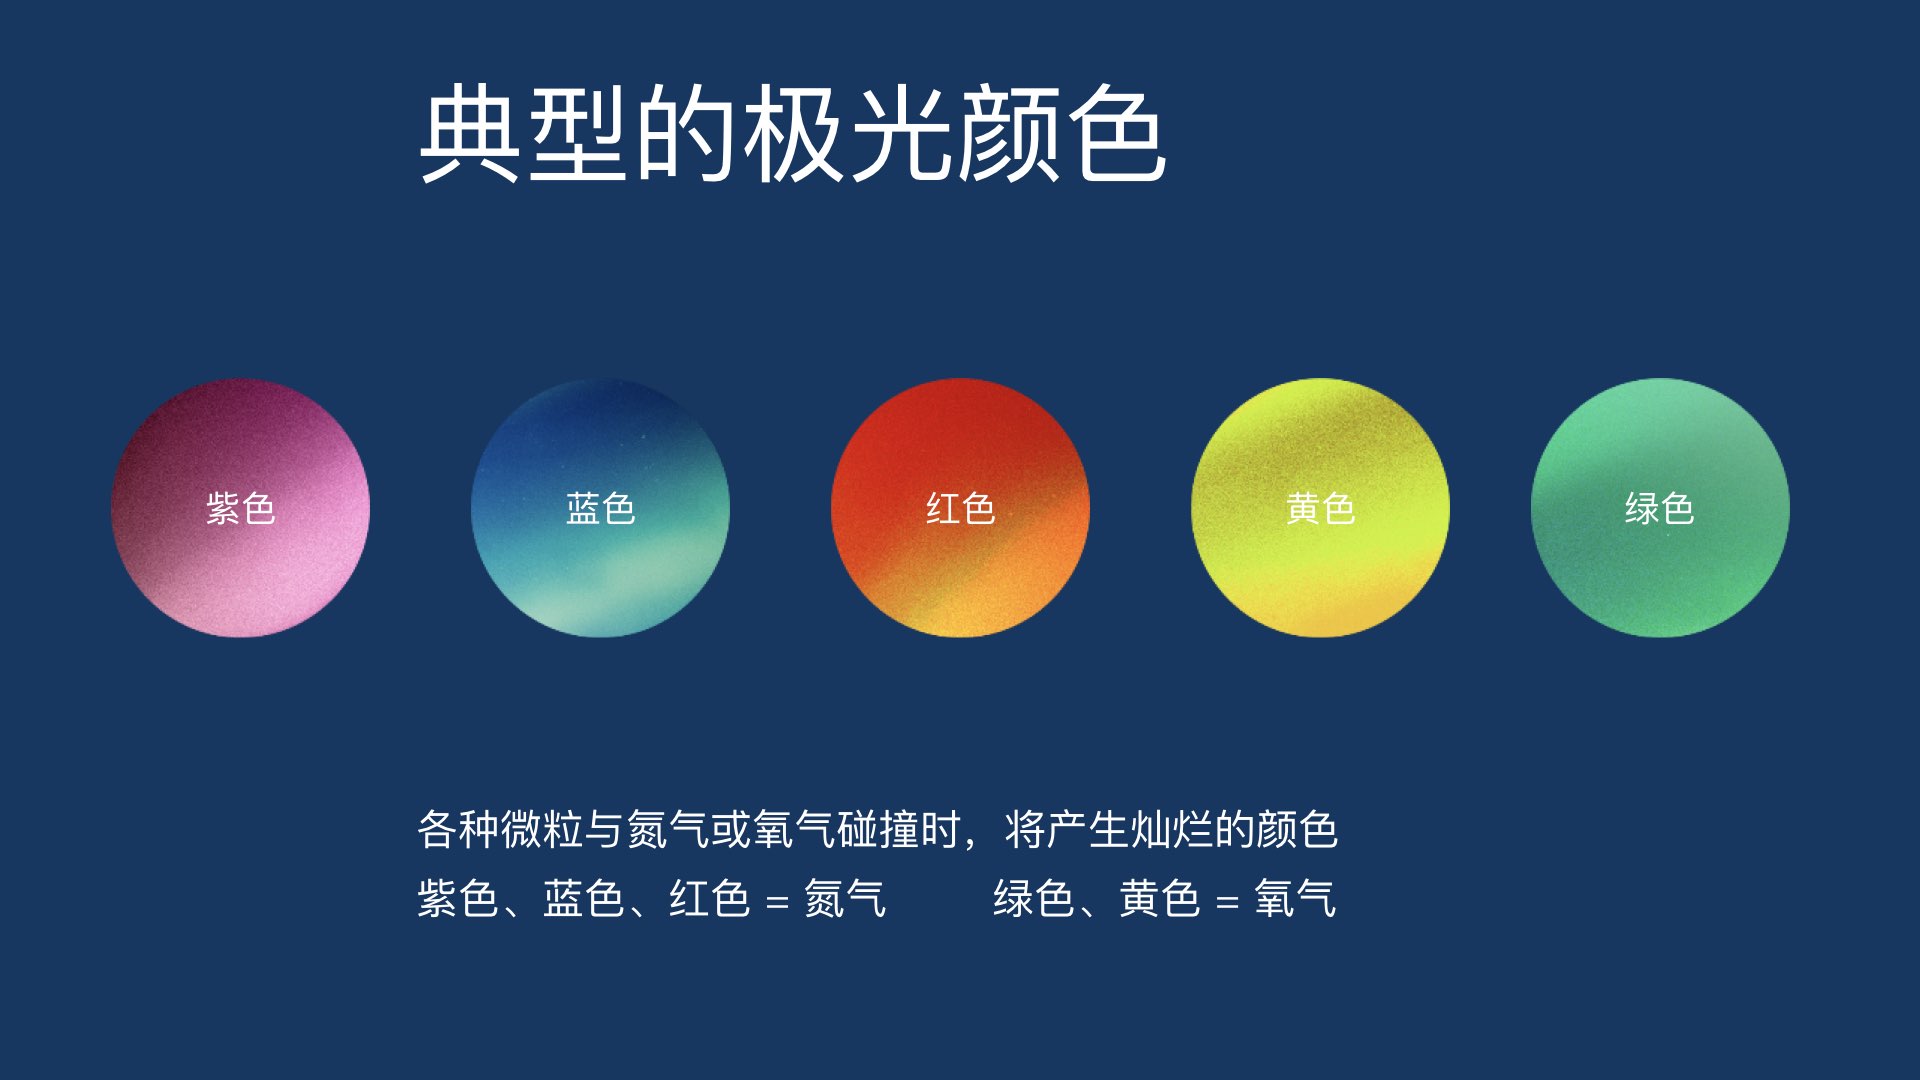 典型的极光颜色
紫色
蓝色
红色
黄色
绿色
各种微粒与氮气或氧气碰撞时，将产生灿烂的颜色
紫色、蓝色、红色 = 氮气 绿色、黄色 = 氧气